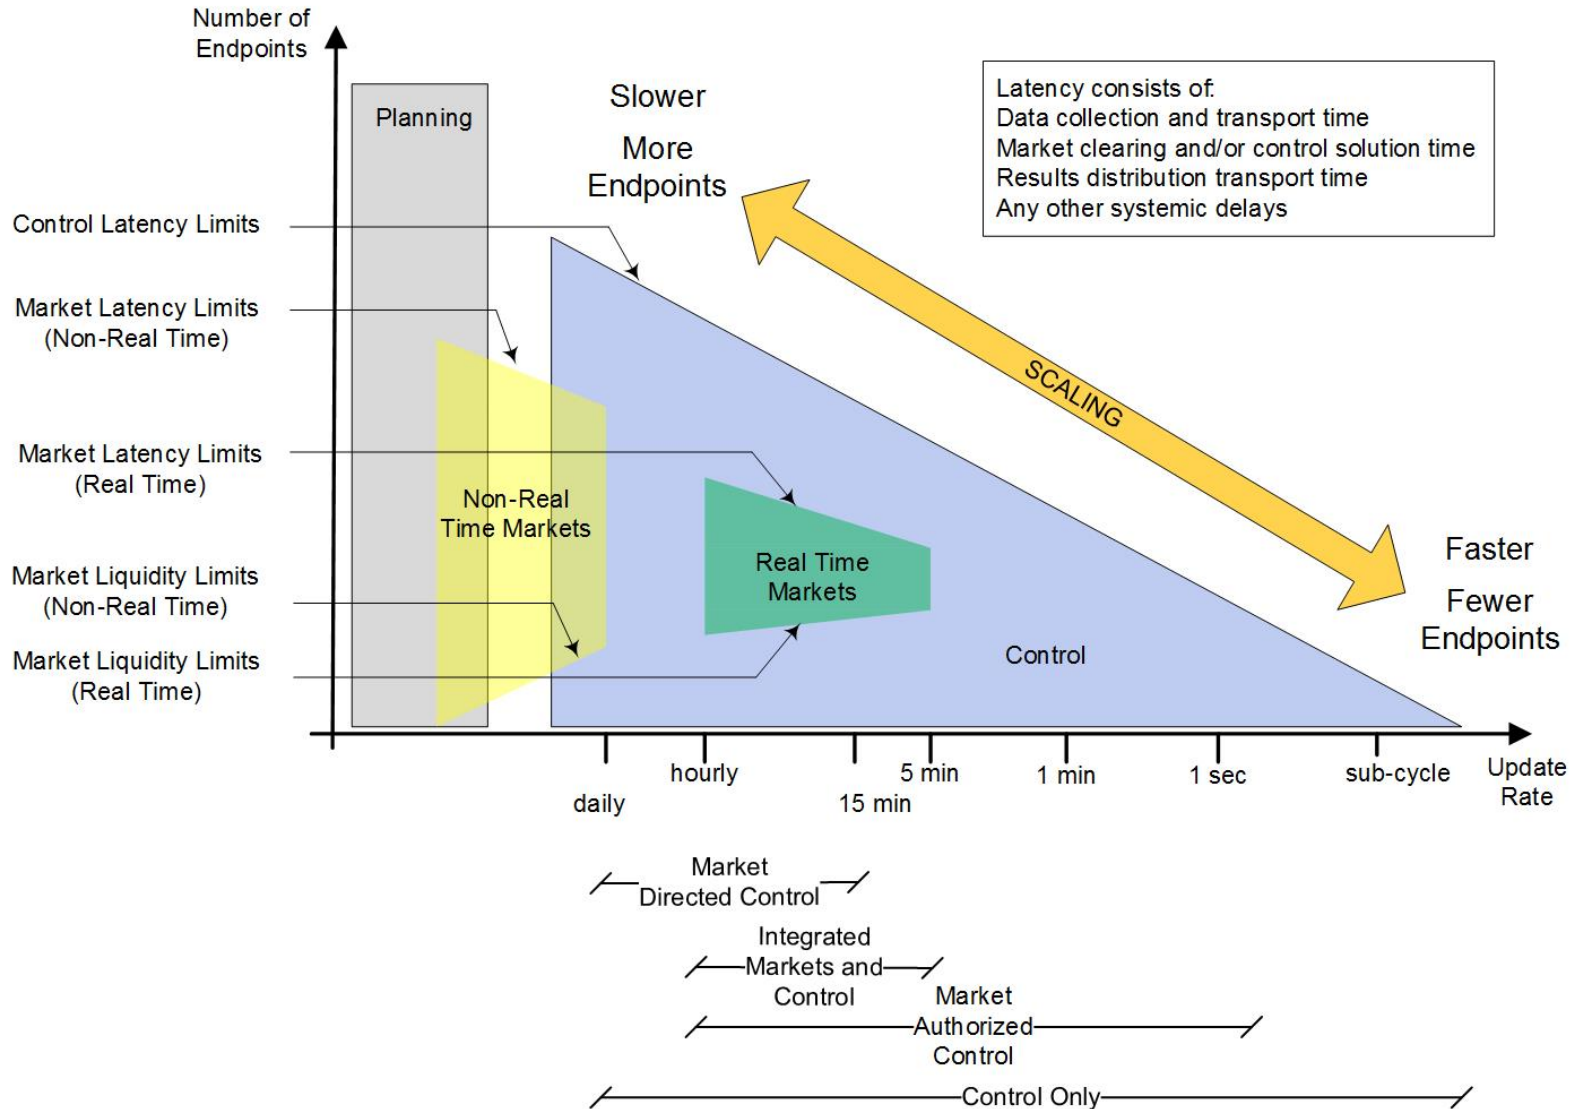 Number of
Endpoints
Planning
Slower
More
Endpoints
Latency consists of:
Data collection and transport time
Market clearing and/or control solution time
Results distribution transport time
Any other systemic delays
Control Latency Limits
Market Latency Limits
(Non-Real Time)
SCALING
Market Latency Limits
(Real Time)
Non-Real
Time Markets
Real Time
Markets
Faster
Fewer
Endpoints
Market Liquidity Limits
(Non-Real Time)
Market Liquidity Limits
(Real Time)
Control
daily
hourly
15 min
5 min
1 min
1 sec
sub-cycle
Update
Rate
Market
Directed Control
Integrated
Markets and
Control
Market
Authorized
Control
Control Only